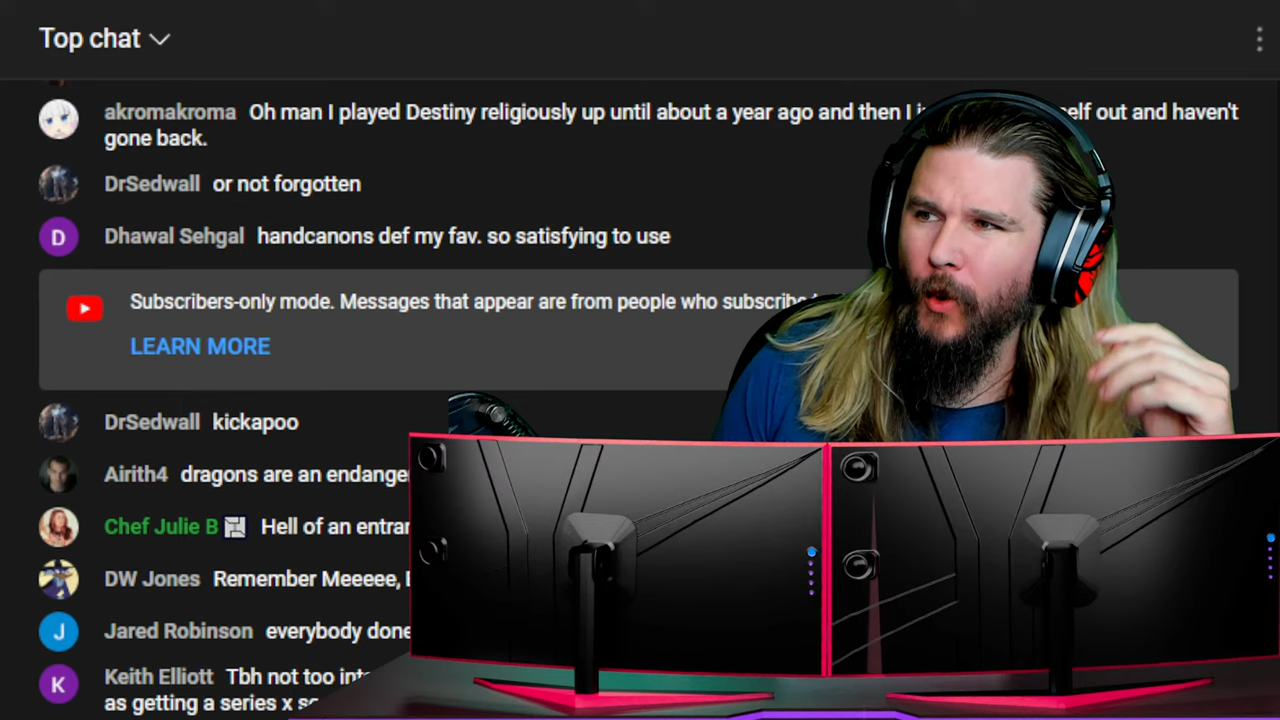 Top chat
akromakroma Oh man I played Destiny religiously up until about a year ago and then I elf out and haven't
gone back.
DrSedwall or not forgotten
D Dhawal Sehgal handcanons def my fav. so satisfying to use
Subscribers-only mode. Messages that appear are from people who
LEARN MORE
DrSedwall kickapoo
Airith4 dragons are an
Chef Julie B Hell of an
DW Jones Remember Meeeee,
J Jared Robinson everybody done
K Keith Elliott Tbh not too
as getting a series x